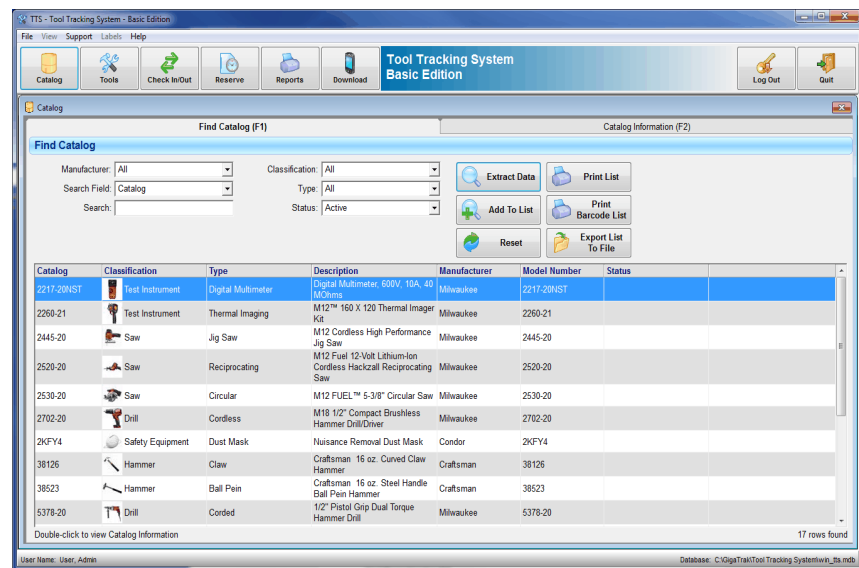 TTS - Tool Tracking System - Basic Edition
File View Support Labels Help
Catalog Tools Check In/Out Reserve Reports Download Tool Tracking System Basic Edition Log Out Quit
Catalog
Find Catalog (F1) Catalog Information (F2)
Find Catalog
Manufacturer: All Classification: All Extract Data Print List
Search Field: Catalog Type: All Add To List Print Barcode List
Search: Status: Active Reset Export List To File
Catalog Classification Type Description Manufacturer Model Number Status
2217-20NST Test Instrument Digital Multimeter Digital Multimeter, 600V, 10A, 40 MOhms Milwaukee 2217-20NST
2260-21 Test Instrument Thermal Imaging M12™ 160 X 120 Thermal Imager Kit Milwaukee 2260-21
2445-20 Saw Jig Saw M12 Cordless High Performance Jig Saw Milwaukee 2445-20
2520-20 Saw Reciprocating M12 Fuel 12-Volt Lithium-Ion Cordless Hackzall Reciprocating Saw Milwaukee 2520-20
2530-20 Saw Circular M12 FUEL™ 5-3/8" Circular Saw Milwaukee 2530-20
2702-20 Drill Cordless M18 1/2" Compact Brushless Hammer Drill/Driver Milwaukee 2702-20
2KFY4 Safety Equipment Dust Mask Nuisance Removal Dust Mask Condor 2KFY4
38126 Hammer Claw Craftsman 16 oz. Curved Claw Hammer Craftsman 38126
38523 Hammer Ball Pein Craftsman 16 oz. Steel Handle Ball Pein Hammer Craftsman 38523
5378-20 Drill Corded 1/2" Pistol Grip Dual Torque Hammer Drill Milwaukee 5378-20
Double-click to view Catalog Information 17 rows found
User Name: User, Admin Database: C:\GigaTrak\Tool Tracking System\win_tts.mdb